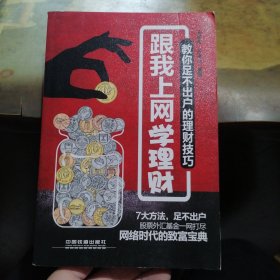 教你足不出户的理财技巧
跟我上网学理财
7大方法，足不出户
股票外汇基金一网打尽
网络时代的致富宝典
中国铁道出版社